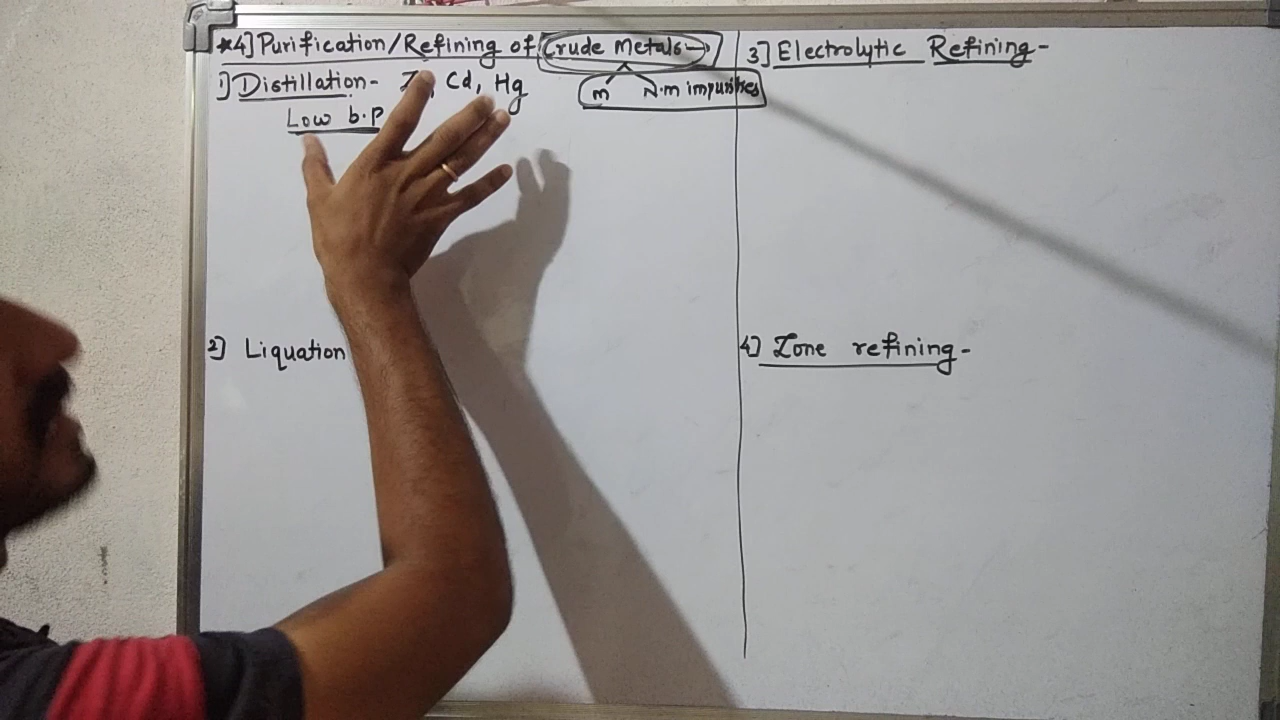 *4] Purification/Refining of Crude Metals→
m N.m impurities
1] Distillation- Cd, Hg
Low b.p
2] Liquation
3] Electrolytic Refining-
4] Zone refining-